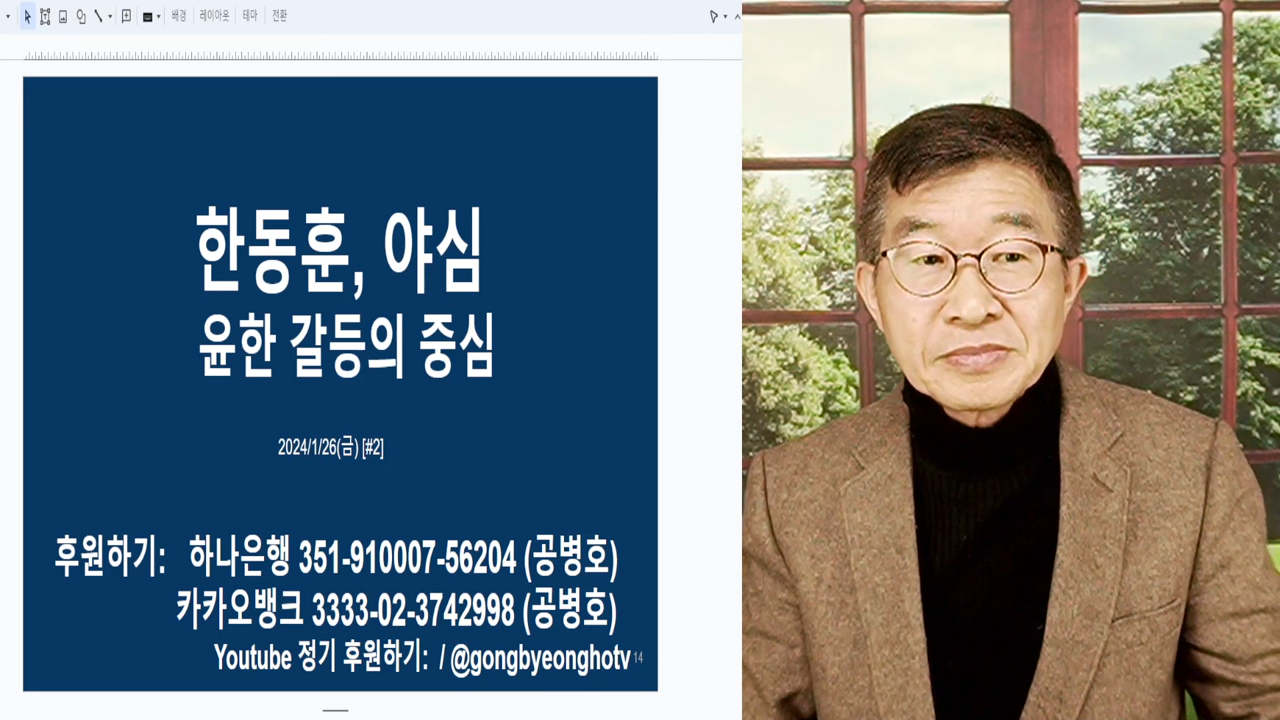 배경 레이아웃 테마 전환
한동훈, 야심
윤한 갈등의 중심
2024/1/26(금) [#2]
후원하기: 하나은행 351-910007-56204 (공병호)
카카오뱅크 3333-02-3742998 (공병호)
Youtube 정기 후원하기: / @gongbyeonghotv
14